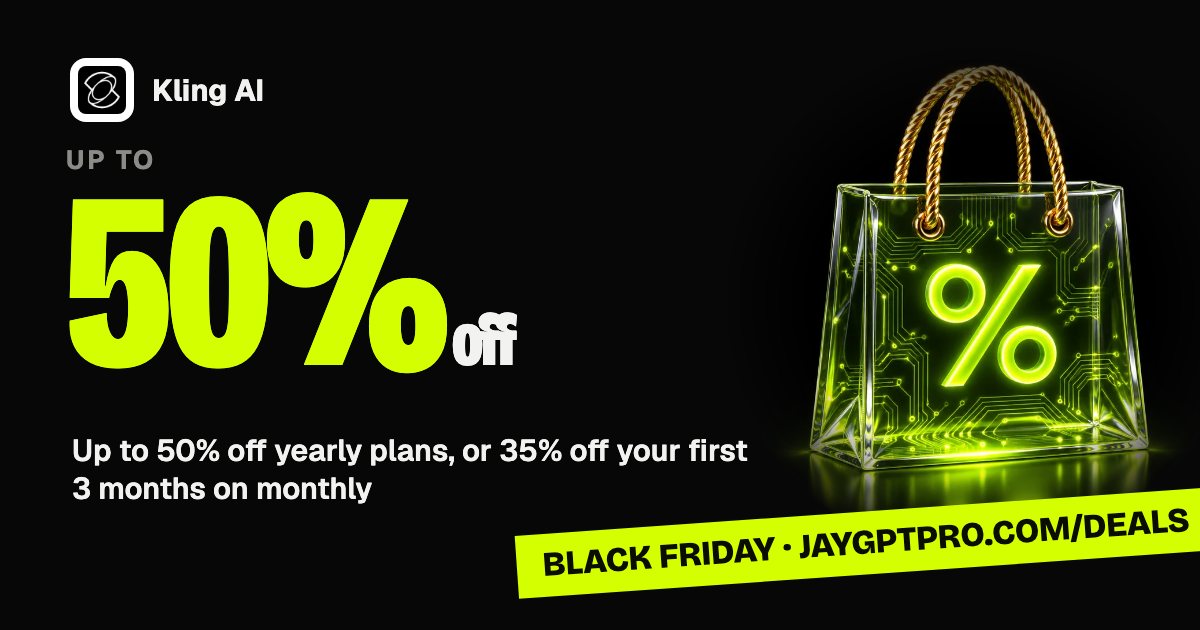 Kling AI
UP TO
50% off
Up to 50% off yearly plans, or 35% off your first
3 months on monthly
%
BLACK FRIDAY · JAYGPTPRO.COM/DEALS